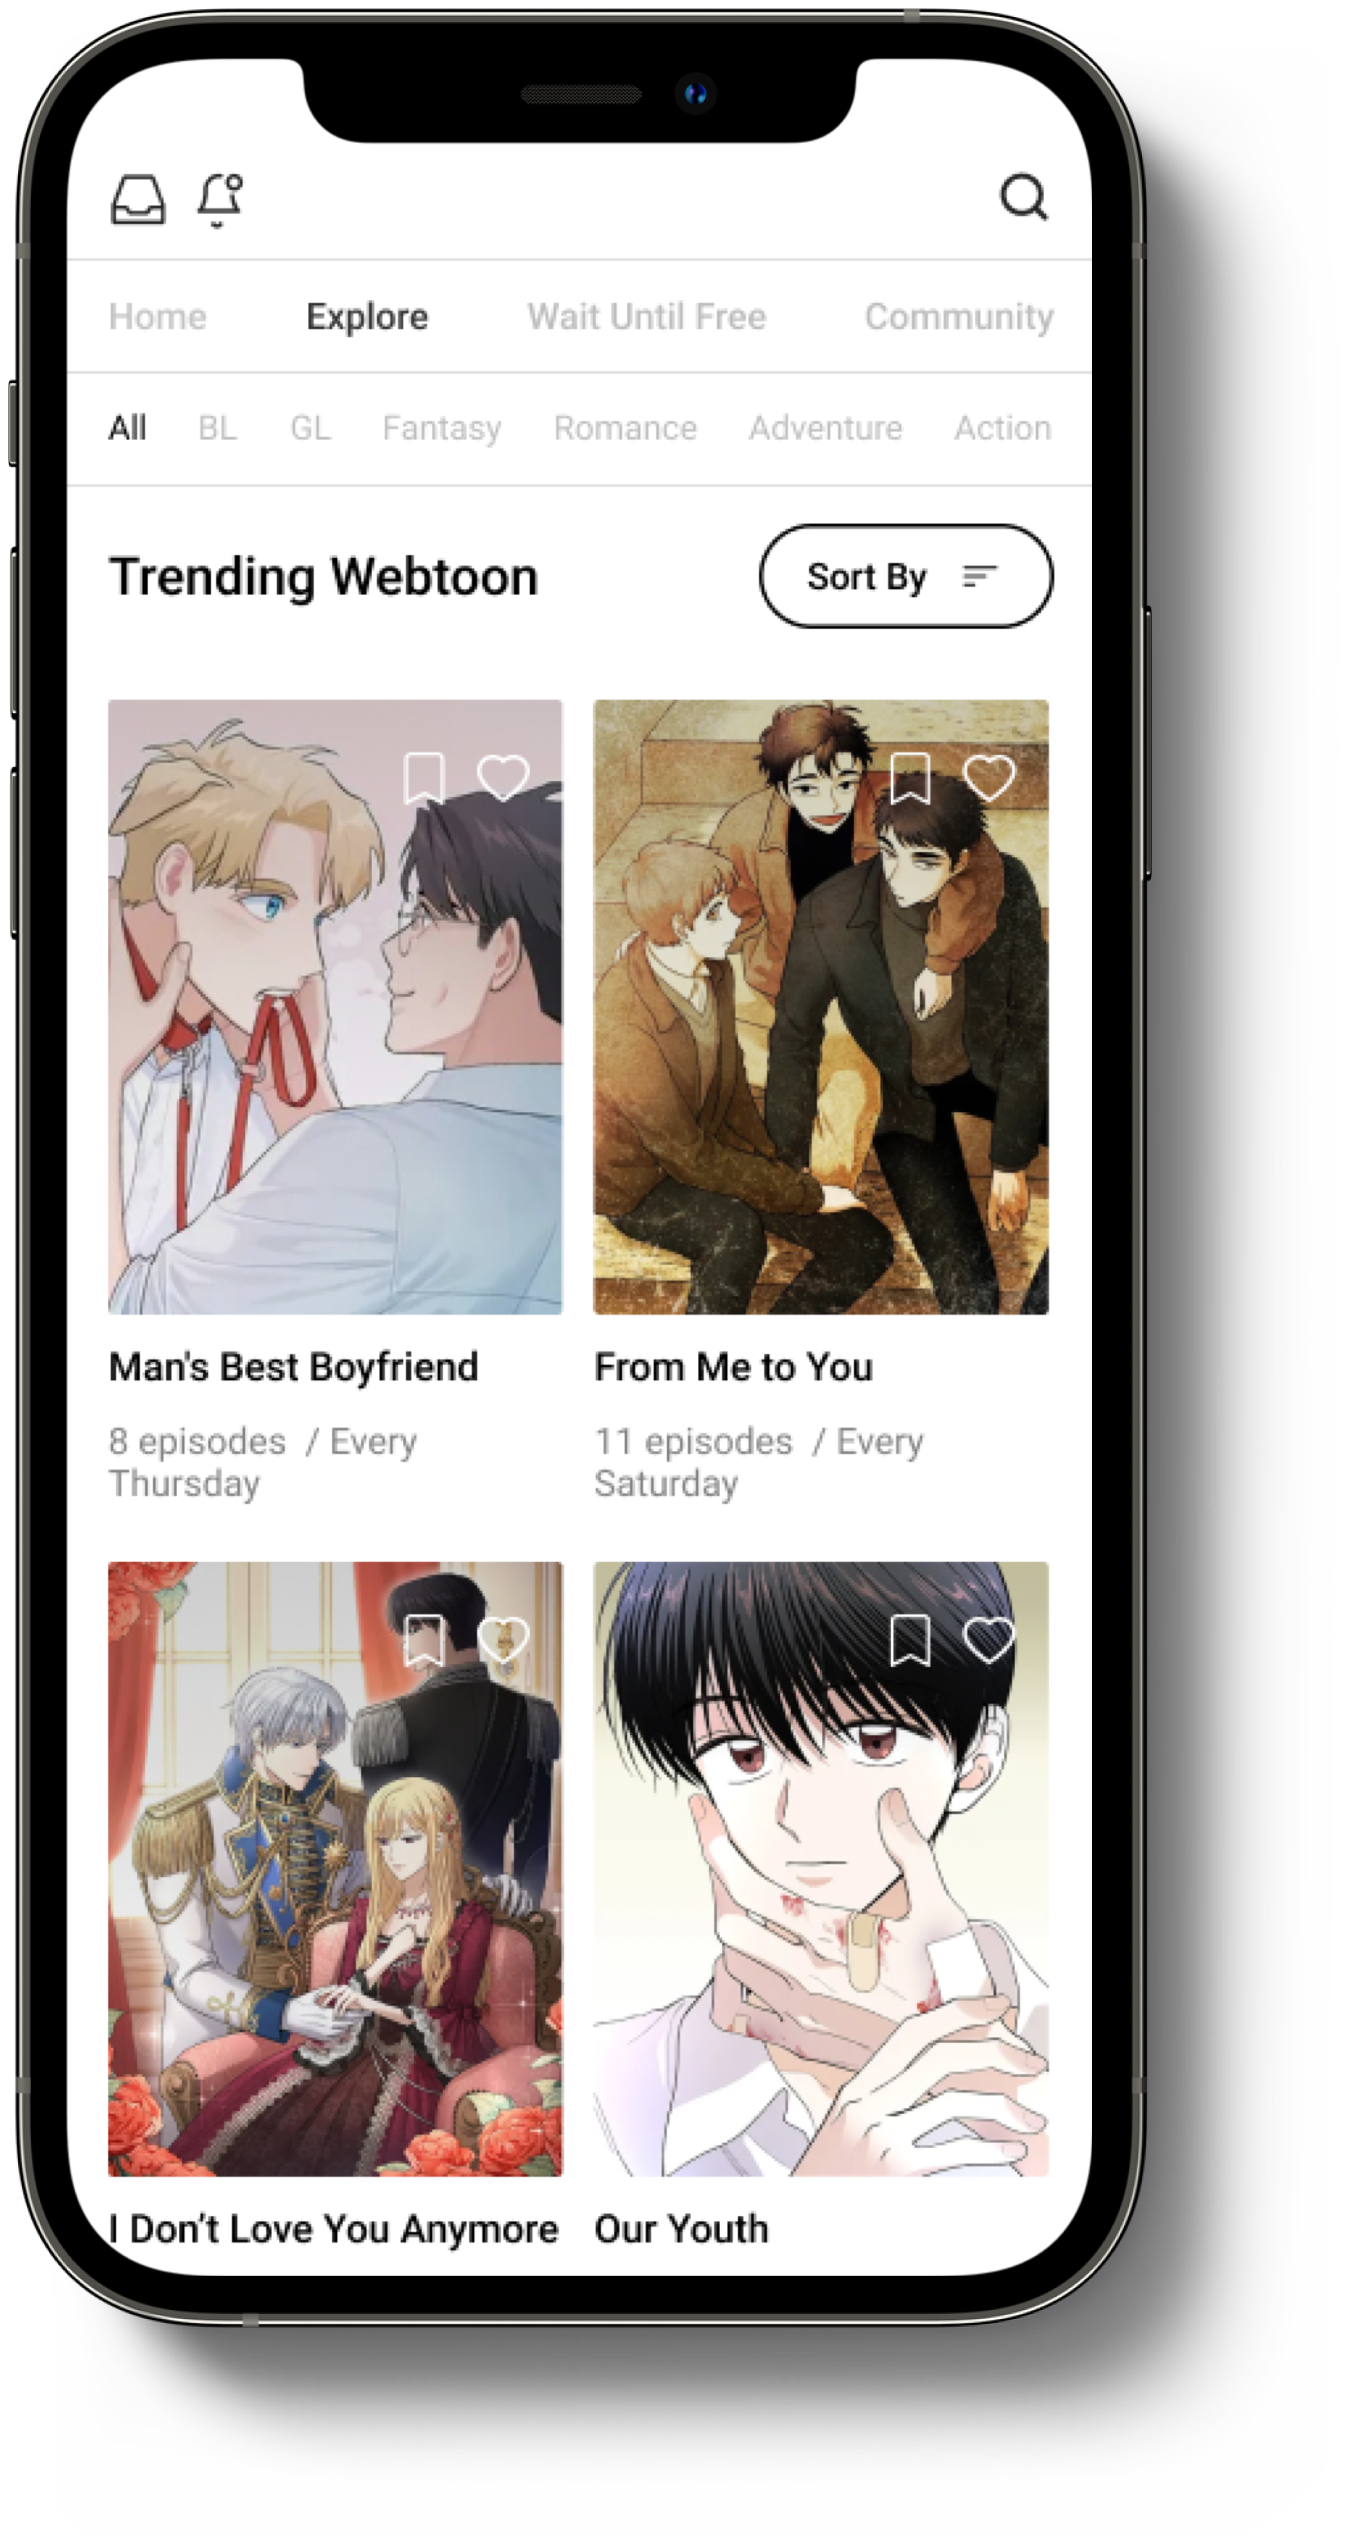 Home Explore Wait Until Free Community
All BL GL Fantasy Romance Adventure Action
Trending Webtoon Sort By
Man's Best Boyfriend
8 episodes / Every
Thursday
From Me to You
11 episodes / Every
Saturday
I Don't Love You Anymore
Our Youth